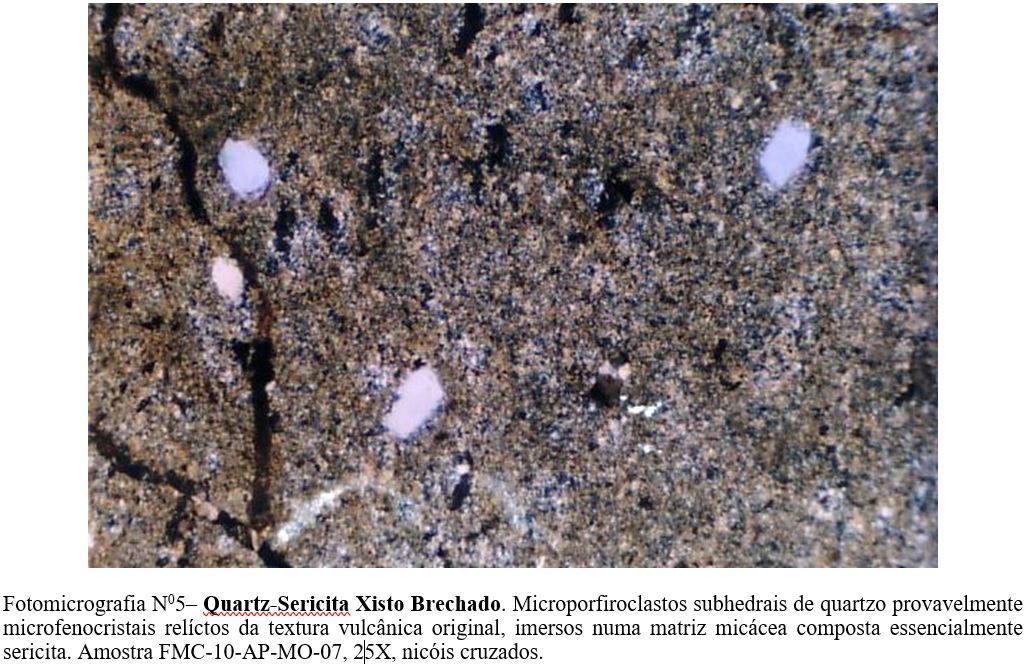 Fotomicrografia N⁰5– Quartz-Sericita Xisto Brechado. Microporfiroclastos subhedrais de quartzo provavelmente
microfenocristais relíctos da textura vulcânica original, imersos numa matriz micácea composta essencialmente
sericita. Amostra FMC-10-AP-MO-07, 25X, nicóis cruzados.